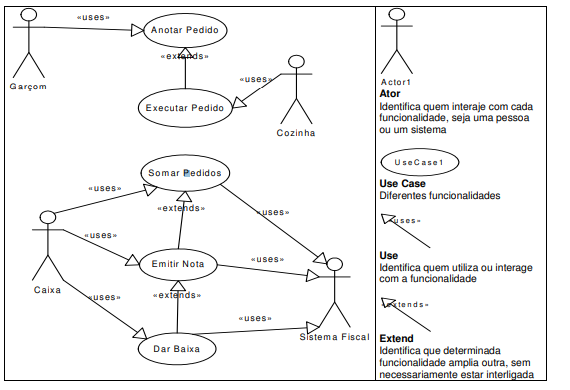 «uses»
Anotar Pedido
Garçom
«extends»
«uses»
Executar Pedido
Cozinha
Somar Pedidos
«uses»
«extends»
«uses»
«uses»
Emitir Nota
«uses»
Caixa
«uses»
«extends»
«uses»
Sistema Fiscal
Dar Baixa
Actor1
Ator
Identifica quem interaje com cada
funcionalidade, seja uma pessoa
ou um sistema
UseCase1
Use Case
Diferentes funcionalidades
«uses»
Use
Identifica quem utiliza ou interage
com a funcionalidade
«extends»
Extend
Identifica que determinada
funcionalidade amplia outra, sem
necessariamente estar interligada